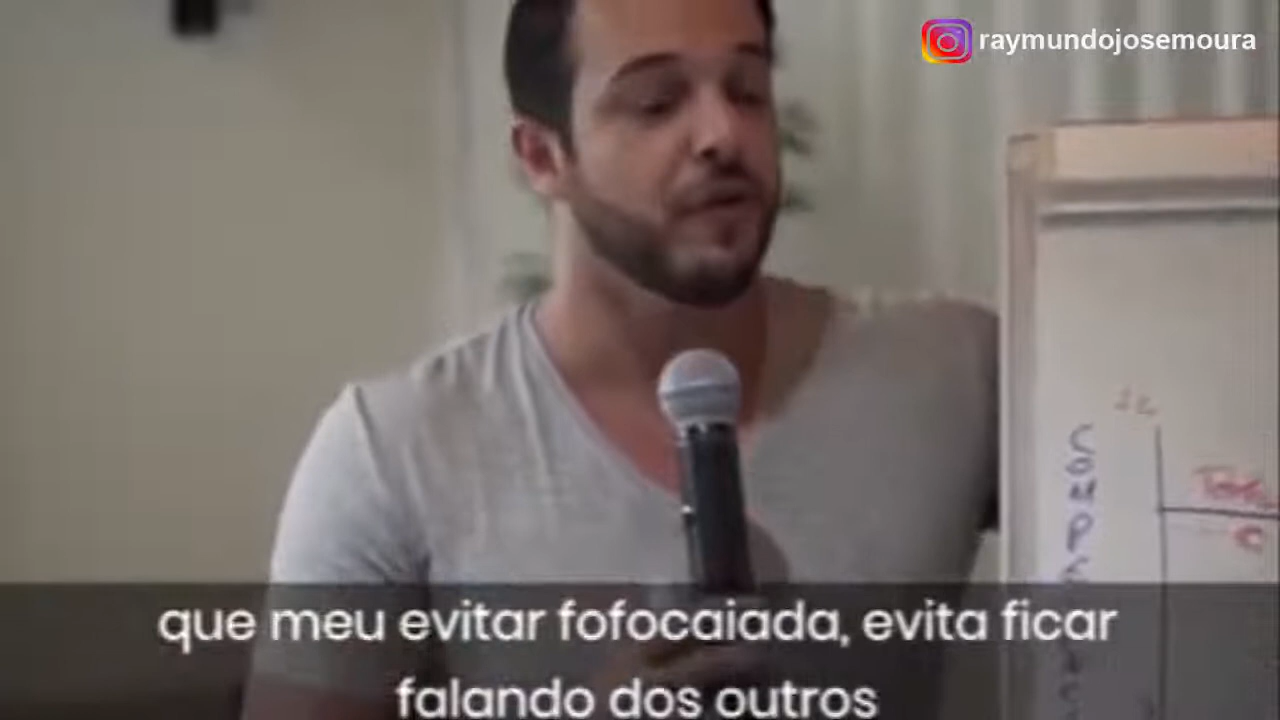 raymundojosemoura
que meu evitar fofocaiada, evita ficar
falando dos outros